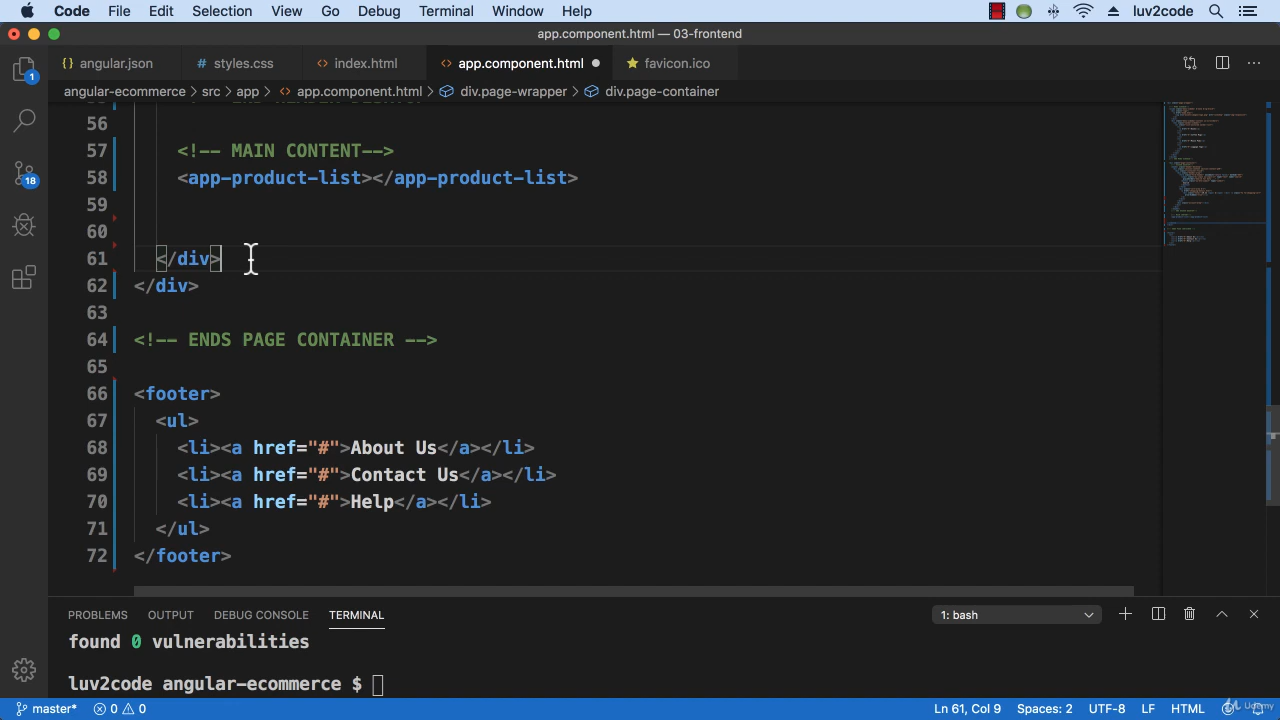 Code File Edit Selection View Go Debug Terminal Window Help luv2code
app.component.html — 03-frontend
{} angular.json # styles.css <> index.html <> app.component.html ● favicon.ico ...
angular-ecommerce > src > app > <> app.component.html > div.page-wrapper > div.page-container
56
57 <!-- MAIN CONTENT-->
58 <app-product-list></app-product-list>
59
60
61 </div>
62 </div>
63
64 <!-- ENDS PAGE CONTAINER -->
65
66 <footer>
67 <ul>
68 <li><a href="#">About Us</a></li>
69 <li><a href="#">Contact Us</a></li>
70 <li><a href="#">Help</a></li>
71 </ul>
72 </footer>
1
18
PROBLEMS OUTPUT DEBUG CONSOLE TERMINAL 1: bash
found 0 vulnerabilities
luv2code angular-ecommerce $
master* 0 0 Ln 61, Col 9 Spaces: 2 UTF-8 LF HTML Udemy